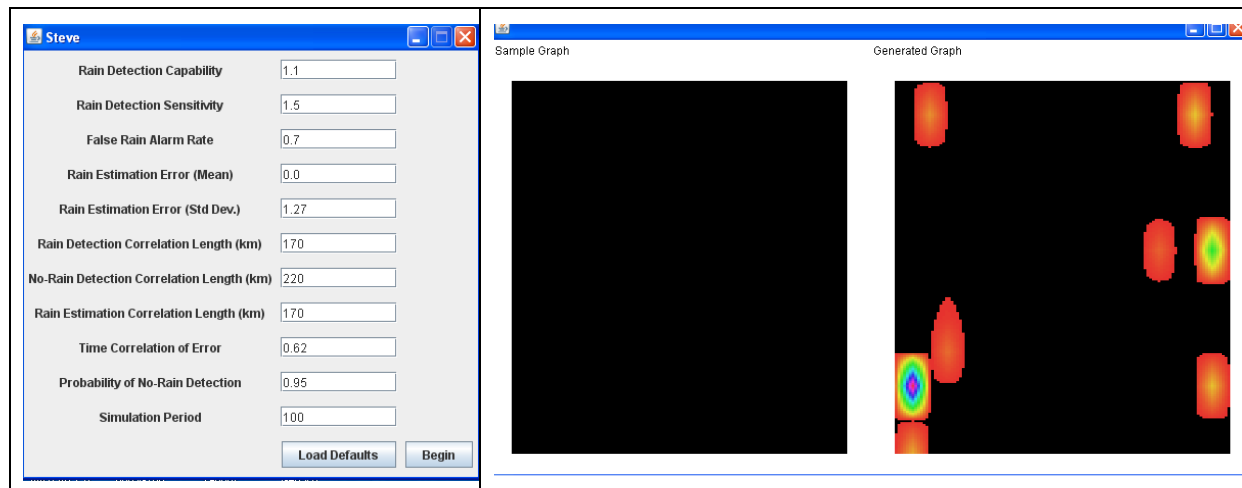 Steve
Rain Detection Capability 1.1
Rain Detection Sensitivity 1.5
False Rain Alarm Rate 0.7
Rain Estimation Error (Mean) 0.0
Rain Estimation Error (Std Dev.) 1.27
Rain Detection Correlation Length (km) 170
No-Rain Detection Correlation Length (km) 220
Rain Estimation Correlation Length (km) 170
Time Correlation of Error 0.62
Probability of No-Rain Detection 0.95
Simulation Period 100
Load Defaults Begin
Sample Graph Generated Graph